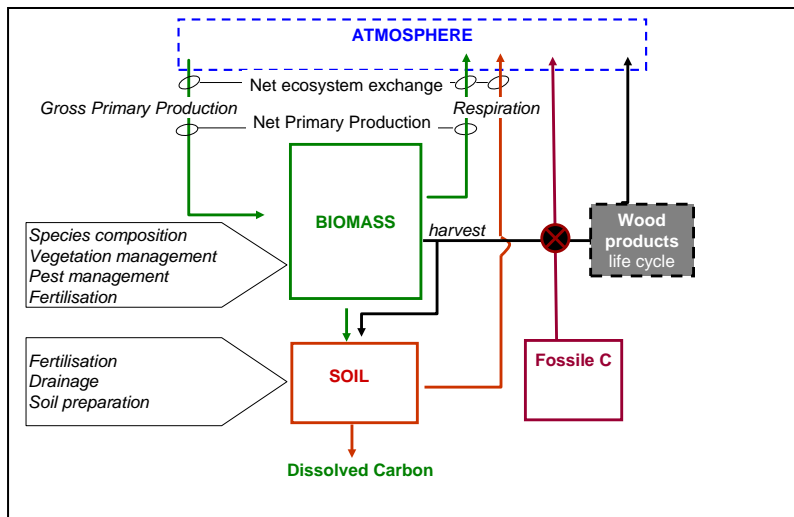 ATMOSPHERE
Net ecosystem exchange
Gross Primary Production
Respiration
Net Primary Production
BIOMASS
harvest
Wood
products
life cycle
Species composition
Vegetation management
Pest management
Fertilisation
Fertilisation
Drainage
Soil preparation
SOIL
Fossile C
Dissolved Carbon